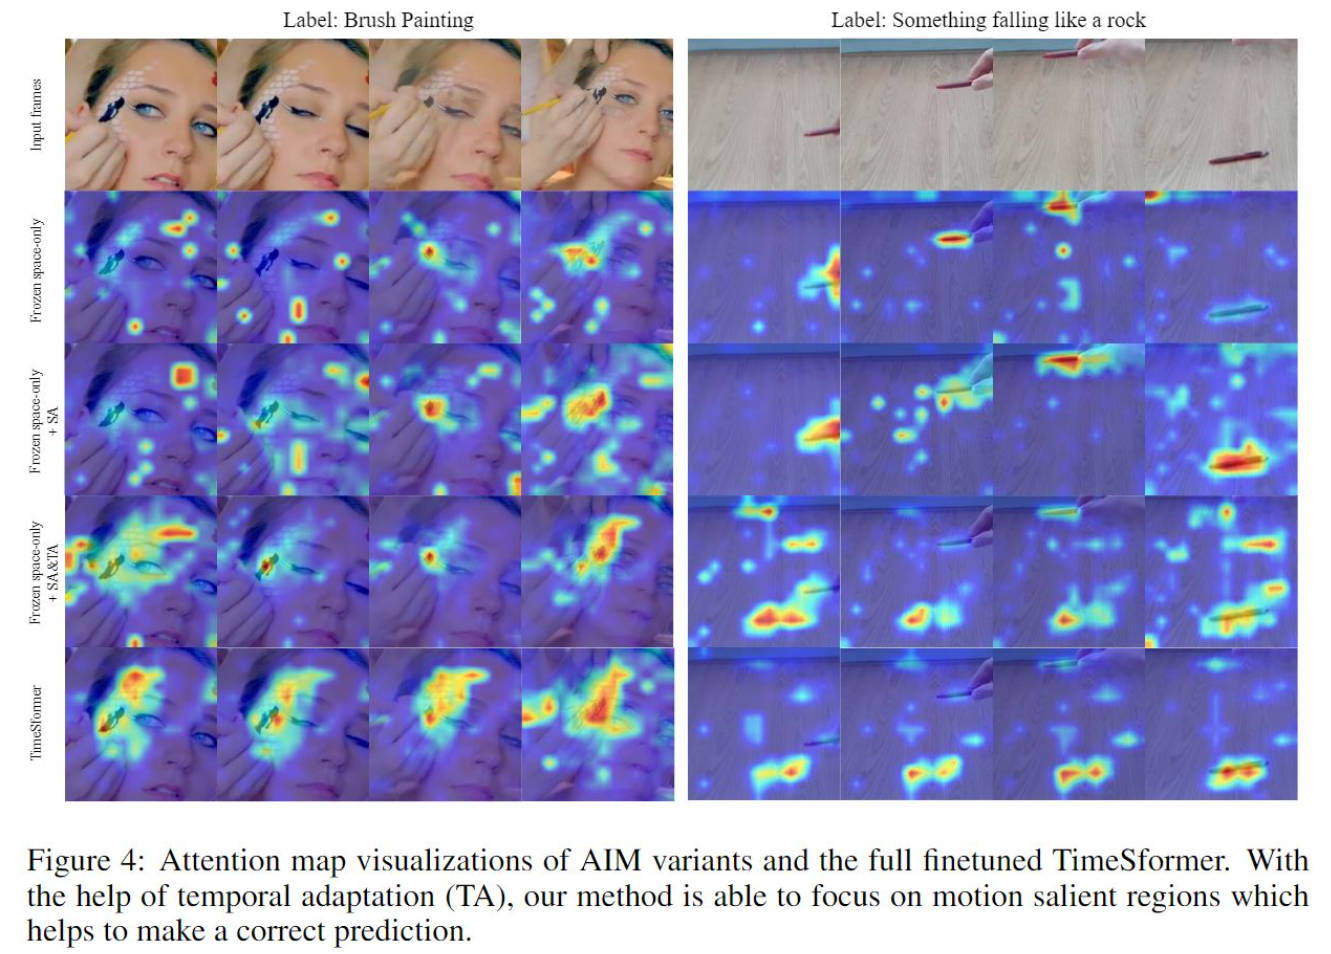 Label: Brush Painting
Label: Something falling like a rock
Input frames
Frozen space-only
Frozen space-only
+ SA
Frozen space-only
+ SA&TA
TimeSformer
Figure 4: Attention map visualizations of AIM variants and the full finetuned TimeSformer. With
the help of temporal adaptation (TA), our method is able to focus on motion salient regions which
helps to make a correct prediction.